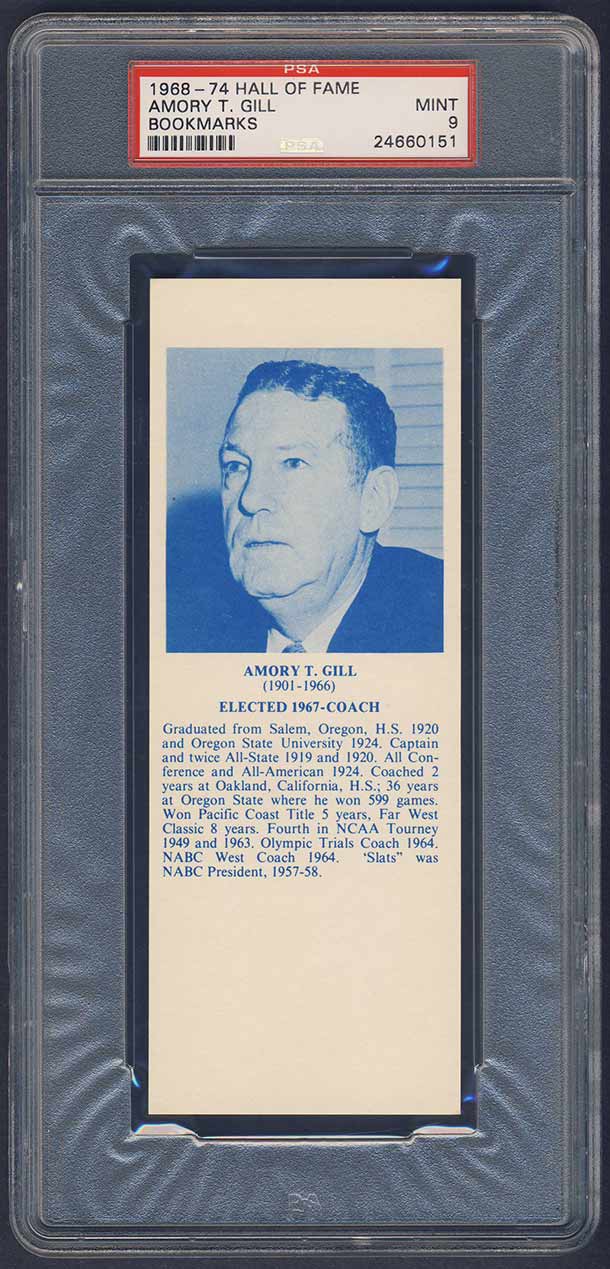 PSA
1968-74 HALL OF FAME
AMORY T. GILL MINT
BOOKMARKS 9
PSA 24660151
AMORY T. GILL
(1901-1966)
ELECTED 1967-COACH
Graduated from Salem, Oregon, H.S. 1920
and Oregon State University 1924. Captain
and twice All-State 1919 and 1920. All Con-
ference and All-American 1924. Coached 2
years at Oakland, California, H.S.; 36 years
at Oregon State where he won 599 games.
Won Pacific Coast Title 5 years, Far West
Classic 8 years. Fourth in NCAA Tourney
1949 and 1963. Olympic Trials Coach 1964.
NABC West Coach 1964. ‘Slats” was
NABC President, 1957-58.
PSA